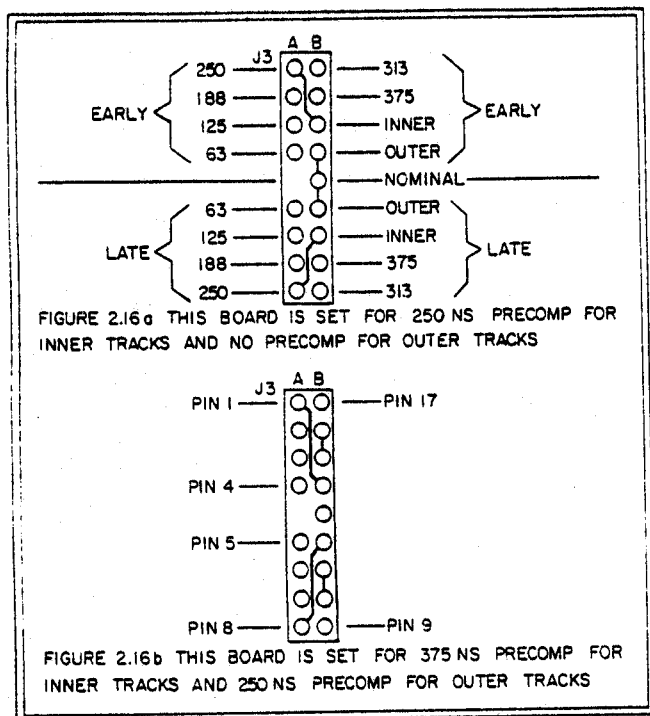 A B
J3
250 313
188 375
EARLY 125 INNER EARLY
63 OUTER
NOMINAL
63 OUTER
125 INNER
LATE 188 375 LATE
250 313
FIGURE 2.16a THIS BOARD IS SET FOR 250 NS PRECOMP FOR
INNER TRACKS AND NO PRECOMP FOR OUTER TRACKS
A B
J3
PIN 1 PIN 17
PIN 4
PIN 5
PIN 8 PIN 9
FIGURE 2.16b THIS BOARD IS SET FOR 375 NS PRECOMP FOR
INNER TRACKS AND 250 NS PRECOMP FOR OUTER TRACKS